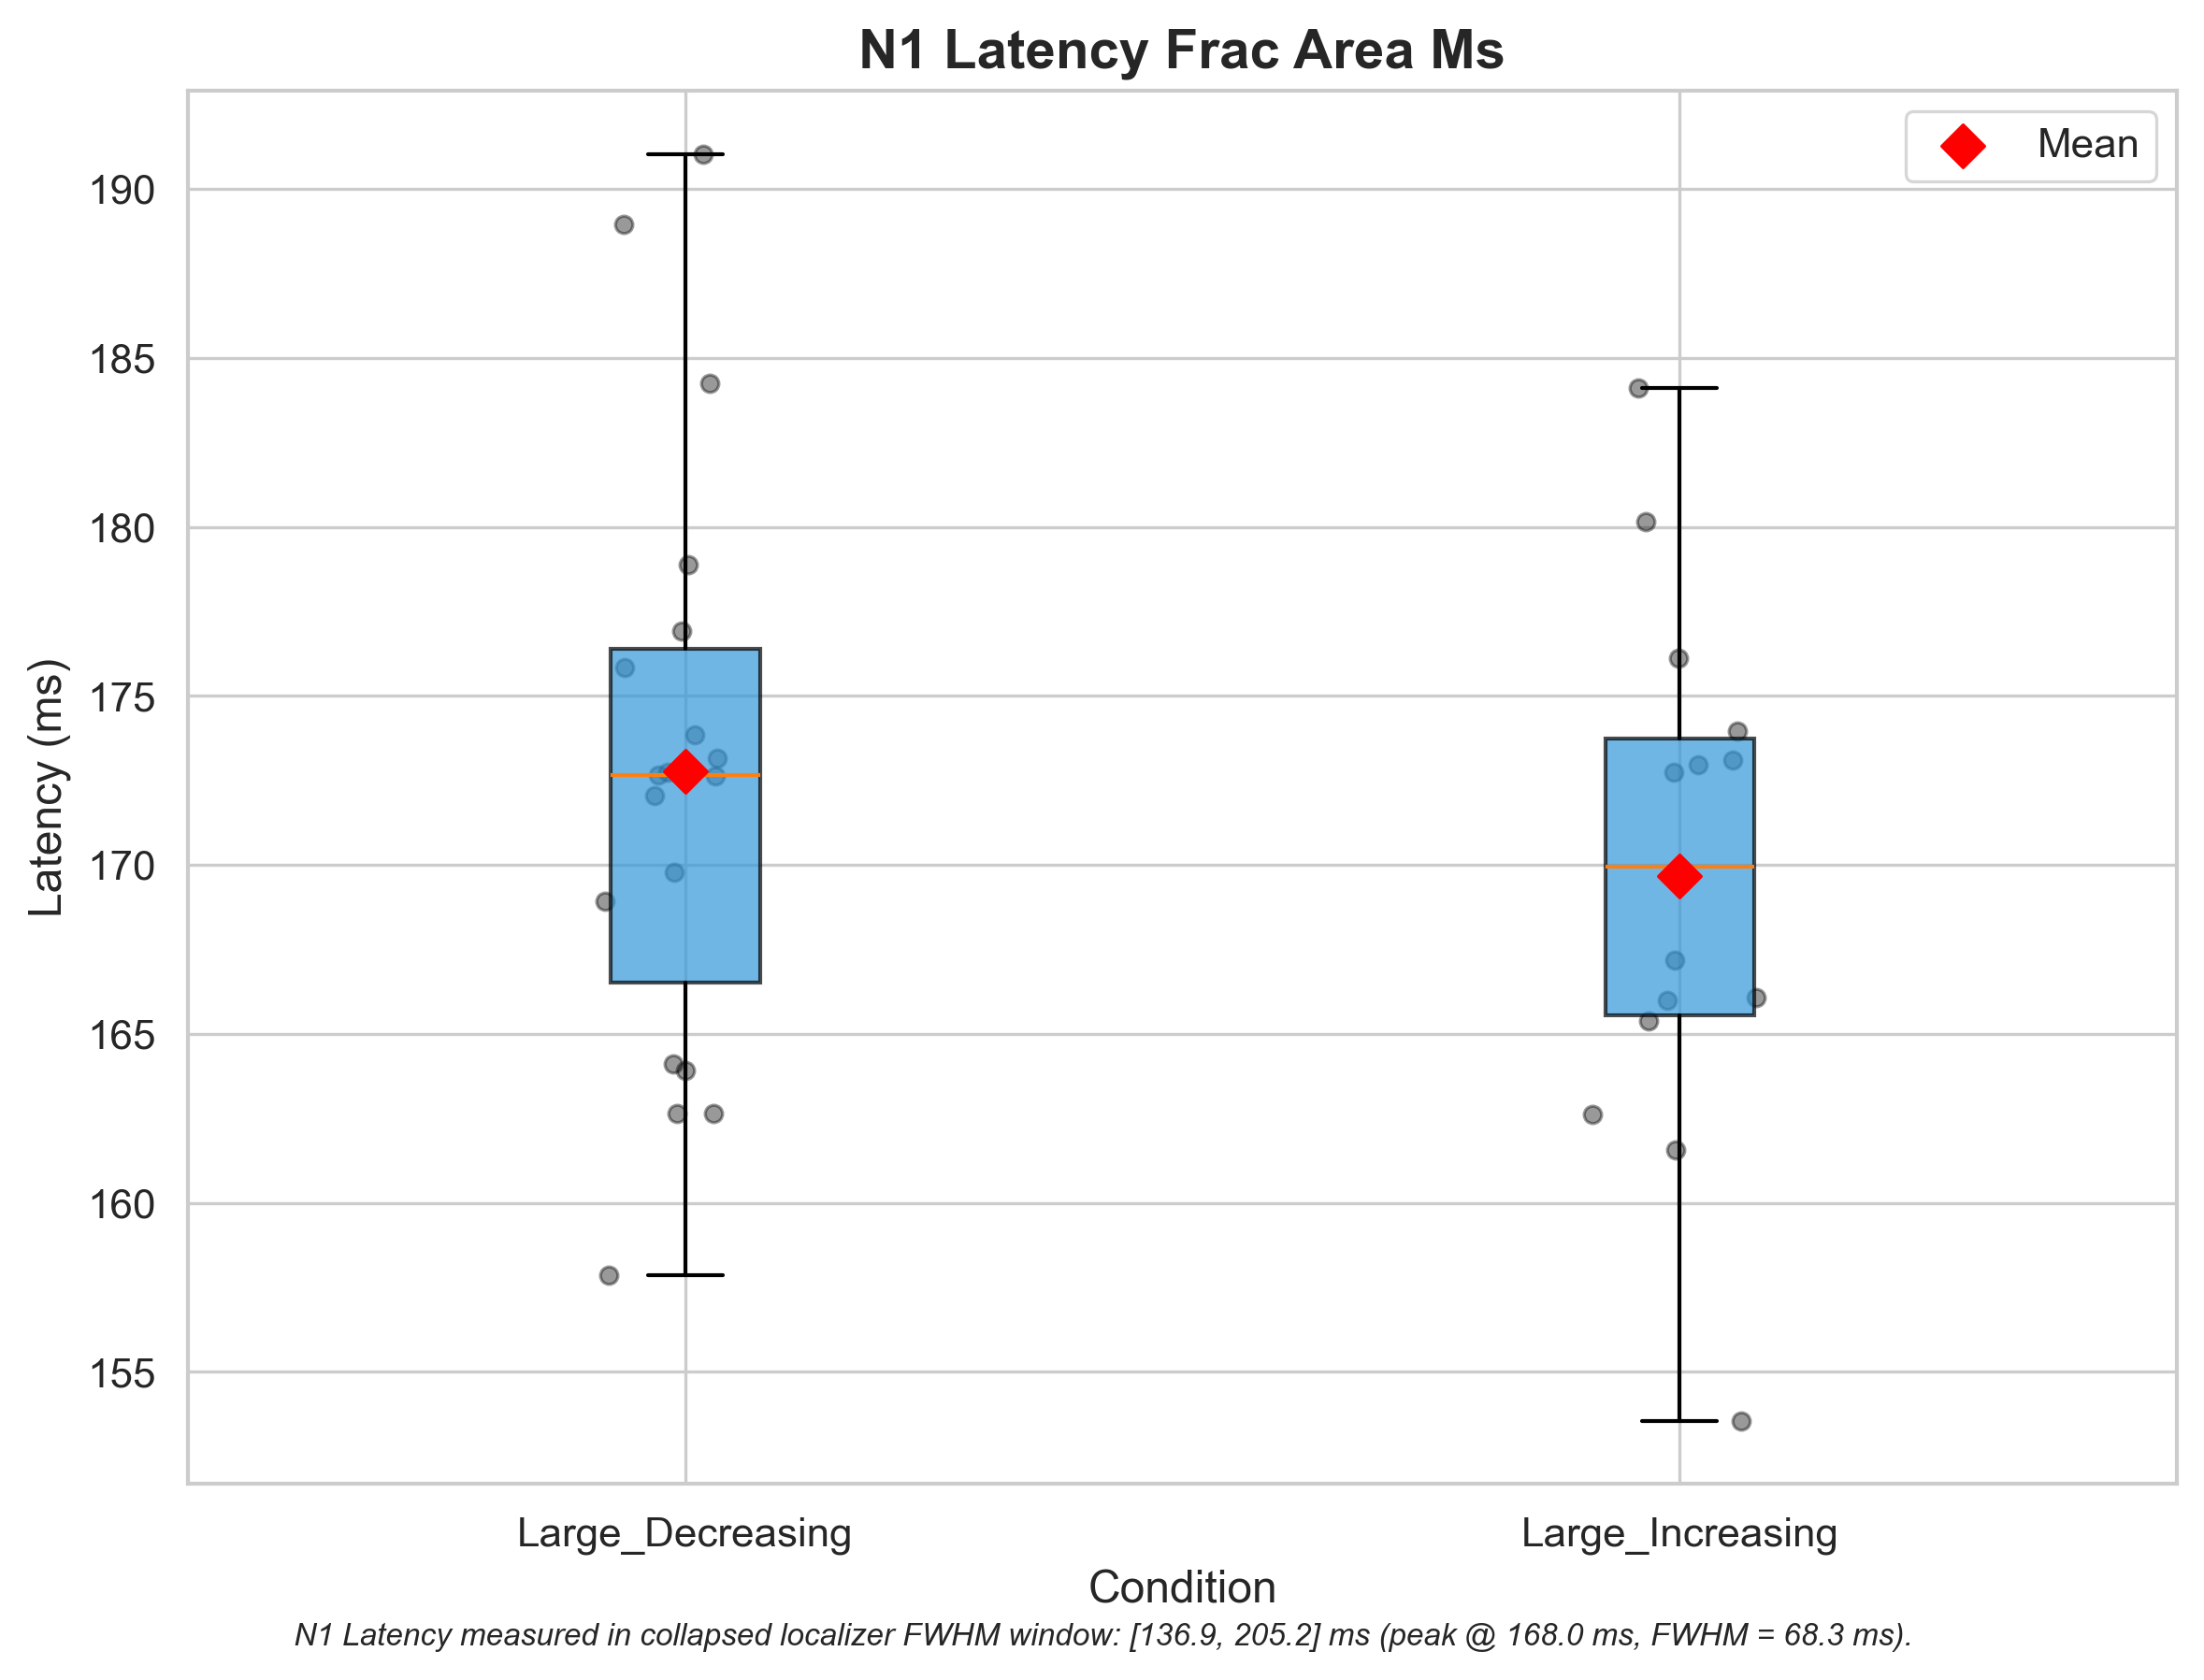 N1 Latency Frac Area Ms
Mean
190
185
180
175
170
165
160
155
Latency (ms)
Large_Decreasing
Large_Increasing
Condition
N1 Latency measured in collapsed localizer FWHM window: [136.9, 205.2] ms (peak @ 168.0 ms, FWHM = 68.3 ms).